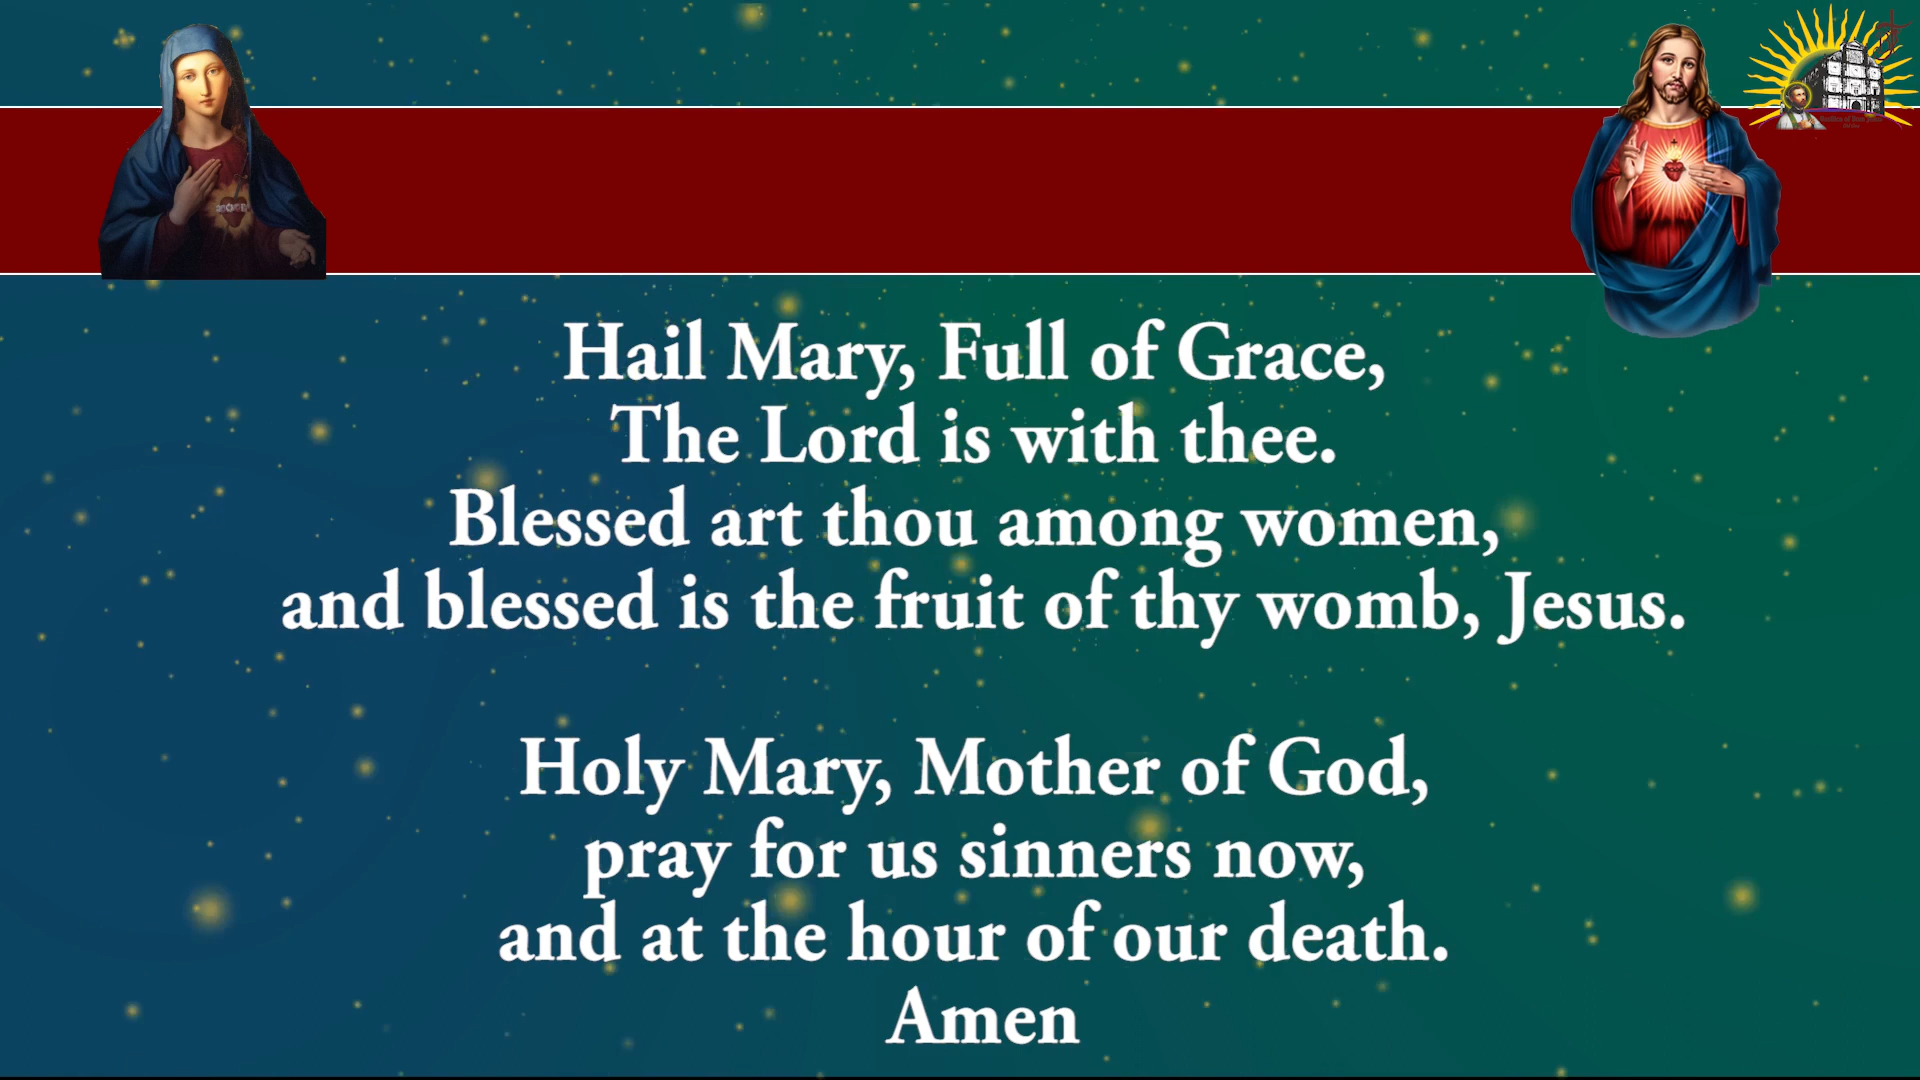 Hail Mary, Full of Grace,
The Lord is with thee.
Blessed art thou among women,
and blessed is the fruit of thy womb, Jesus.
Holy Mary, Mother of God,
pray for us sinners now,
and at the hour of our death.
Amen